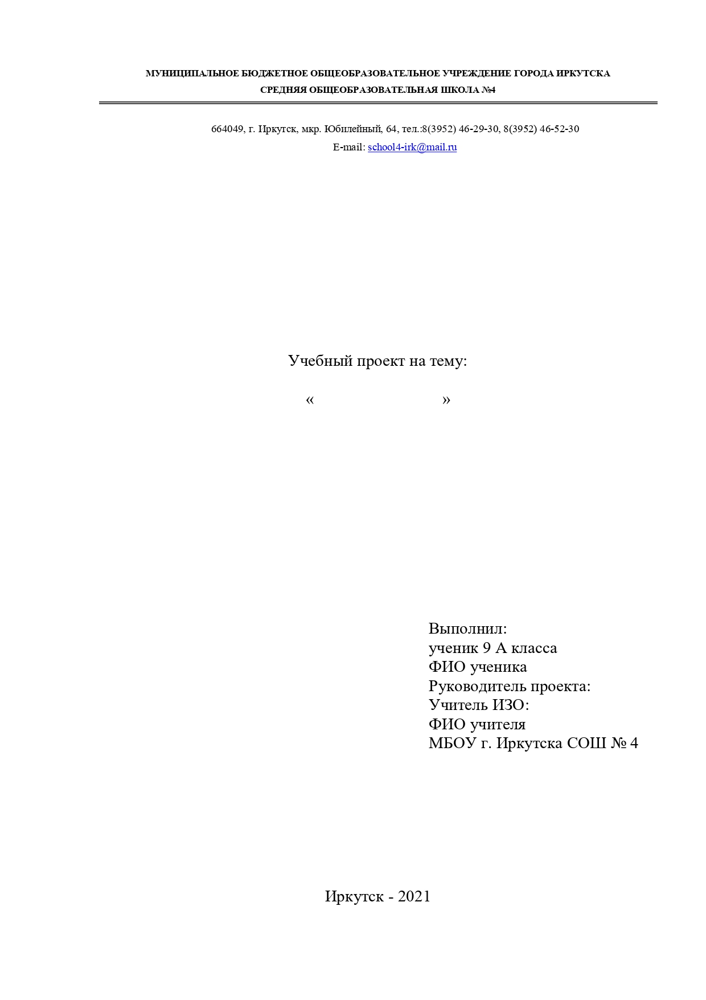 МУНИЦИПАЛЬНОЕ БЮДЖЕТНОЕ ОБЩЕОБРАЗОВАТЕЛЬНОЕ УЧРЕЖДЕНИЕ ГОРОДА ИРКУТСКА
СРЕДНЯЯ ОБЩЕОБРАЗОВАТЕЛЬНАЯ ШКОЛА №4
664049, г. Иркутск, мкр. Юбилейный, 64, тел.:8(3952) 46-29-30, 8(3952) 46-52-30
E-mail: school4-irk@mail.ru
Учебный проект на тему:
« »
Выполнил:
ученик 9 А класса
ФИО ученика
Руководитель проекта:
Учитель ИЗО:
ФИО учителя
МБОУ г. Иркутска СОШ № 4
Иркутск - 2021